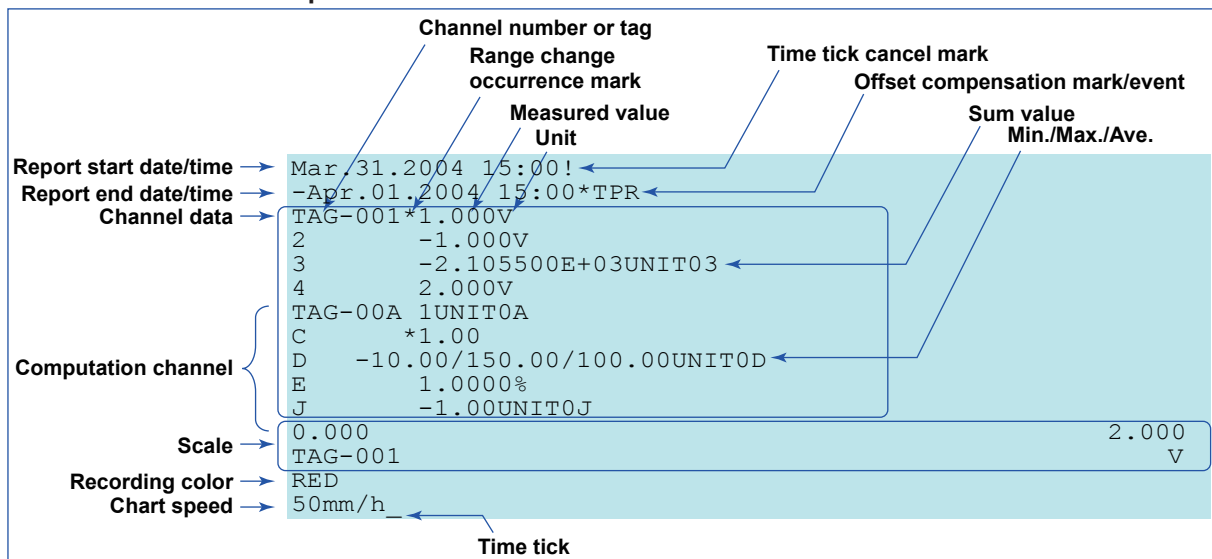 Channel number or tag
Range change
occurrence mark
Time tick cancel mark
Offset compensation mark/event
Measured value
Unit
Sum value
Min./Max./Ave.
Report start date/time
Mar.31.2004 15:00!
Report end date/time
-Apr.01.2004 15:00*TPR
Channel data
TAG-001*1.000V
2 -1.000V
3 -2.105500E+03UNIT03
4 2.000V
TAG-00A 1UNIT0A
C *1.00
Computation channel
D -10.00/150.00/100.00UNIT0D
E 1.0000%
J -1.00UNIT0J
Scale
0.000 2.000
TAG-001 V
Recording color
RED
Chart speed
50mm/h_
Time tick